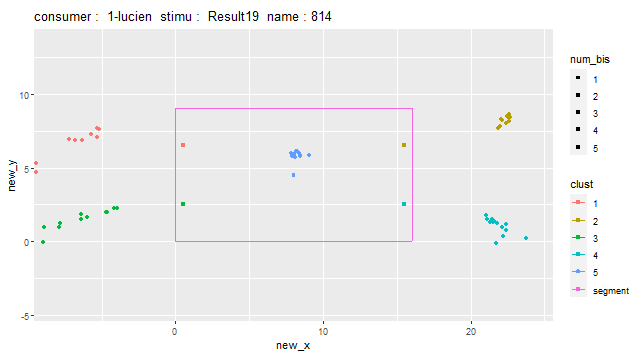 consumer :  1-lucien  stimu :  Result19  name : 814
new_y
10
5
0
-5
0
10
20
new_x
num_bis
1
2
3
4
5
clust
1
2
3
4
5
segment